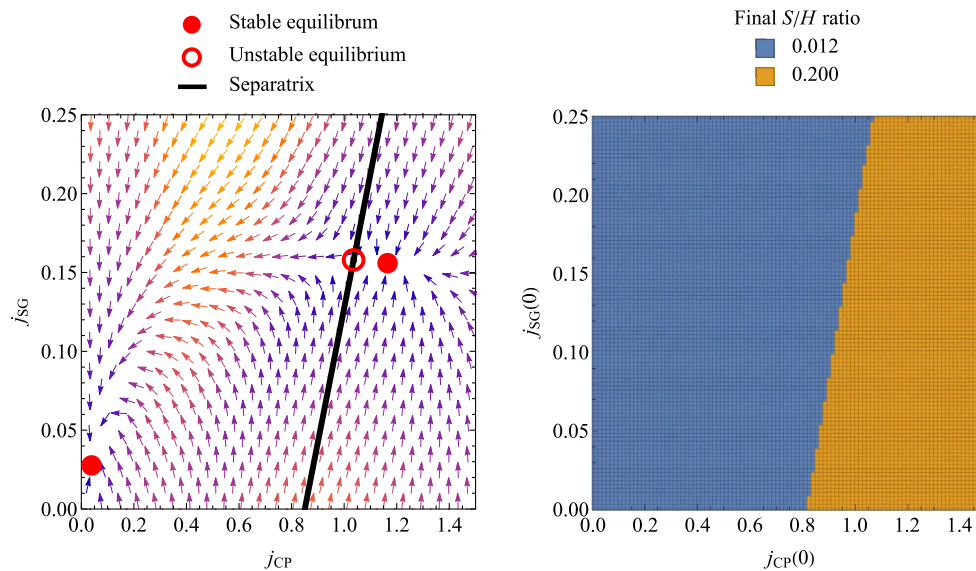 Stable equilibrum
Unstable equilibrium
Separatrix
0.25
0.20
0.15
0.10
0.05
0.00
jSG
0.0 0.2 0.4 0.6 0.8 1.0 1.2 1.4
jCP
Final S/H ratio
0.012
0.200
0.25
0.20
0.15
0.10
0.05
0.00
jSG(0)
0.0 0.2 0.4 0.6 0.8 1.0 1.2 1.4
jCP(0)